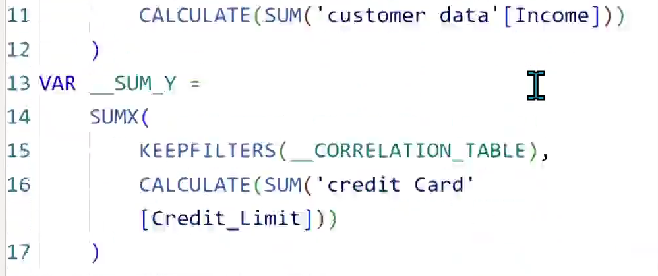 11 CALCULATE(SUM('customer data'[Income]))
12 )
13 VAR __SUM_Y =
14 SUMX(
15 KEEPFILTERS(__CORRELATION_TABLE),
16 CALCULATE(SUM('credit Card'
[Credit_Limit]))
17 )